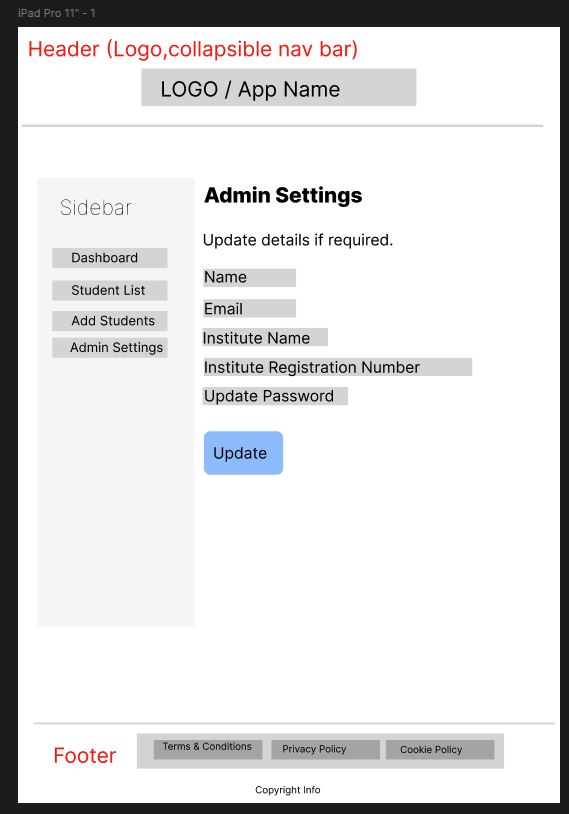 iPad Pro 11" - 1
Header (Logo,collapsible nav bar)
LOGO / App Name
Sidebar
Dashboard
Student List
Add Students
Admin Settings
Admin Settings
Update details if required.
Name
Email
Institute Name
Institute Registration Number
Update Password
Update
Footer
Terms & Conditions
Privacy Policy
Cookie Policy
Copyright Info